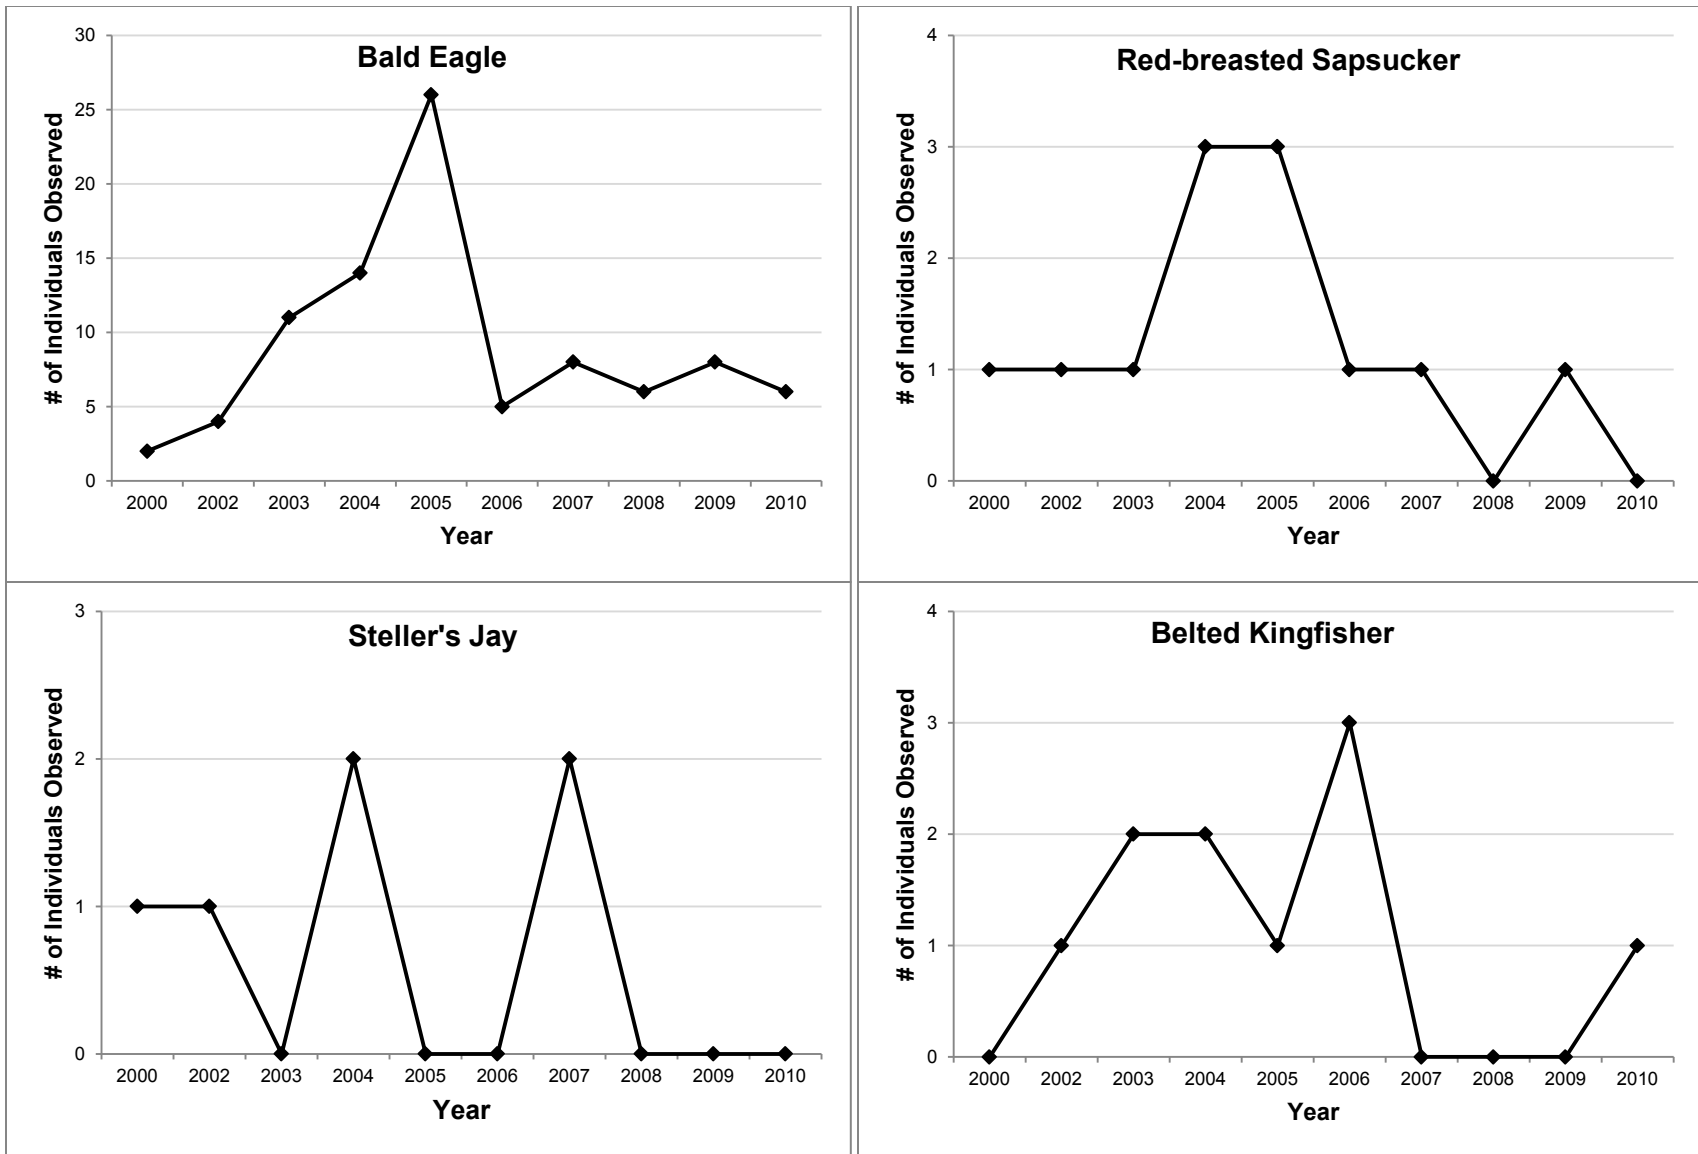 Bald Eagle
# of Individuals Observed
30
25
20
15
10
5
0
2000 2002 2003 2004 2005 2006 2007 2008 2009 2010
Year
Red-breasted Sapsucker
# of Individuals Observed
4
3
2
1
0
2000 2002 2003 2004 2005 2006 2007 2008 2009 2010
Year
Steller's Jay
# of Individuals Observed
3
2
1
0
2000 2002 2003 2004 2005 2006 2007 2008 2009 2010
Year
Belted Kingfisher
# of Individuals Observed
4
3
2
1
0
2000 2002 2003 2004 2005 2006 2007 2008 2009 2010
Year